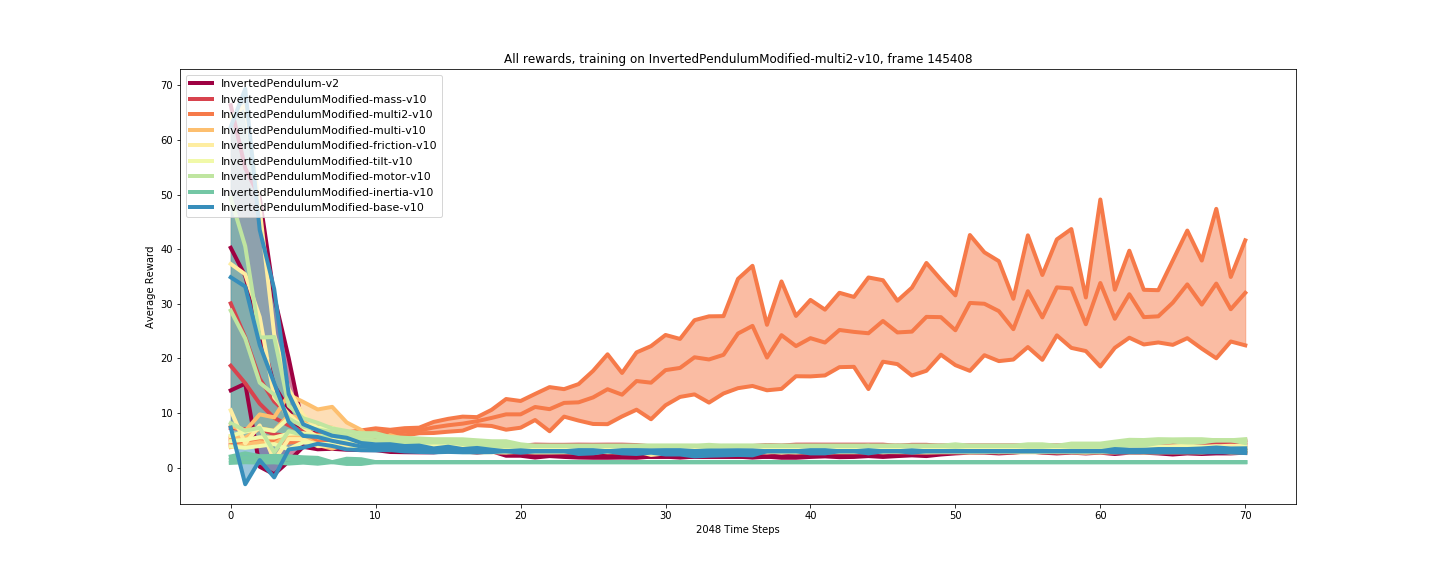 All rewards, training on InvertedPendulumModified-multi2-v10, frame 145408
InvertedPendulum-v2
InvertedPendulumModified-mass-v10
InvertedPendulumModified-multi2-v10
InvertedPendulumModified-multi-v10
InvertedPendulumModified-friction-v10
InvertedPendulumModified-tilt-v10
InvertedPendulumModified-motor-v10
InvertedPendulumModified-inertia-v10
InvertedPendulumModified-base-v10
Average Reward
70
60
50
40
30
20
10
0
0 10 20 30 40 50 60 70
2048 Time Steps